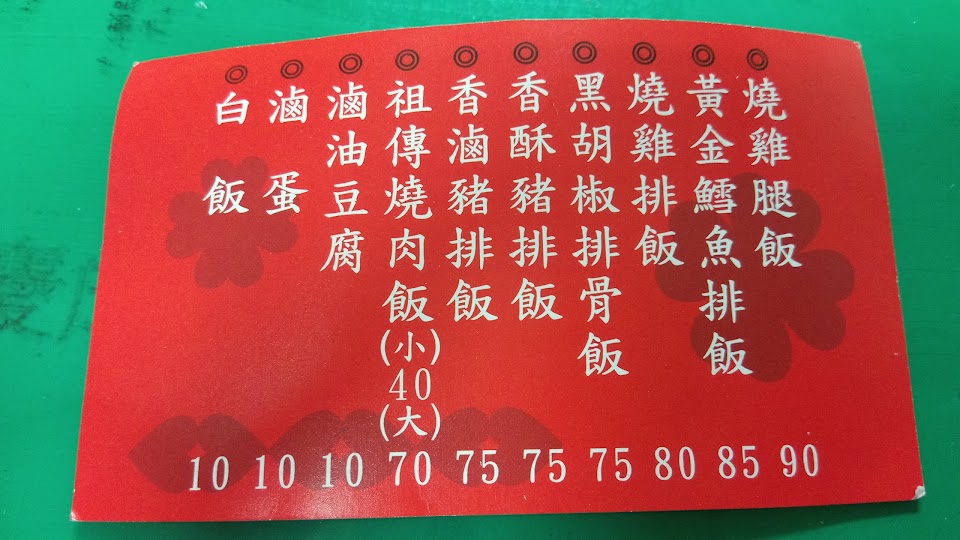 燒雞腿飯 90
黃金鱈魚排飯 85
燒雞排飯 80
黑胡椒排骨飯 75
香酥豬排飯 75
香滷豬排飯 75
祖傳燒肉飯(小)40(大) 70
滷油豆腐 10
滷蛋 10
白飯 10